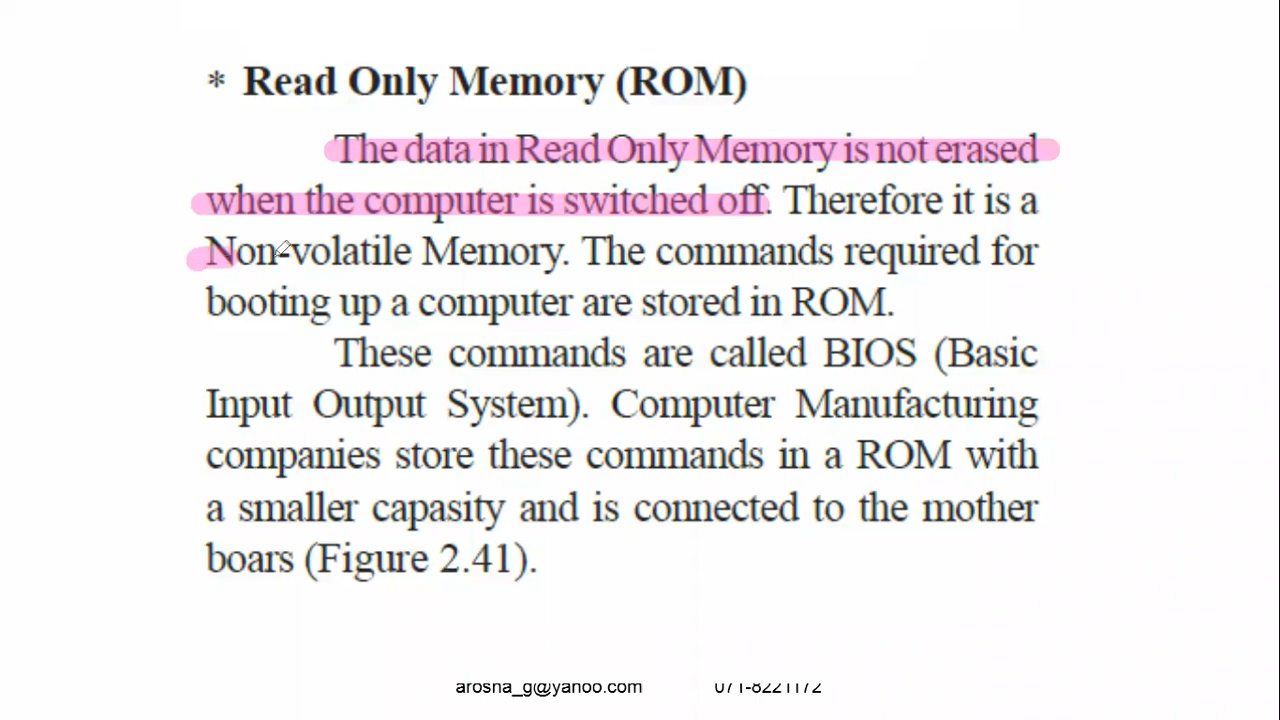 * Read Only Memory (ROM)
The data in Read Only Memory is not erased
when the computer is switched off. Therefore it is a
Non-volatile Memory. The commands required for
booting up a computer are stored in ROM.
These commands are called BIOS (Basic
Input Output System). Computer Manufacturing
companies store these commands in a ROM with
a smaller capasity and is connected to the mother
boars (Figure 2.41).
arosna_g@yahoo.com 071-8221172